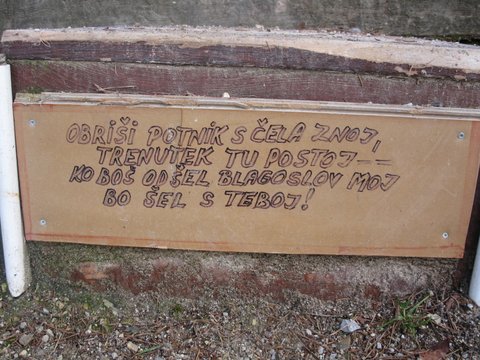 OBRIŠI POTNIK S ČELA ZNOJ,
TRENUTEK TU POSTOJ --
KO BOŠ ODŠEL BLAGOSLOV MOJ
BO ŠEL S TEBOJ!